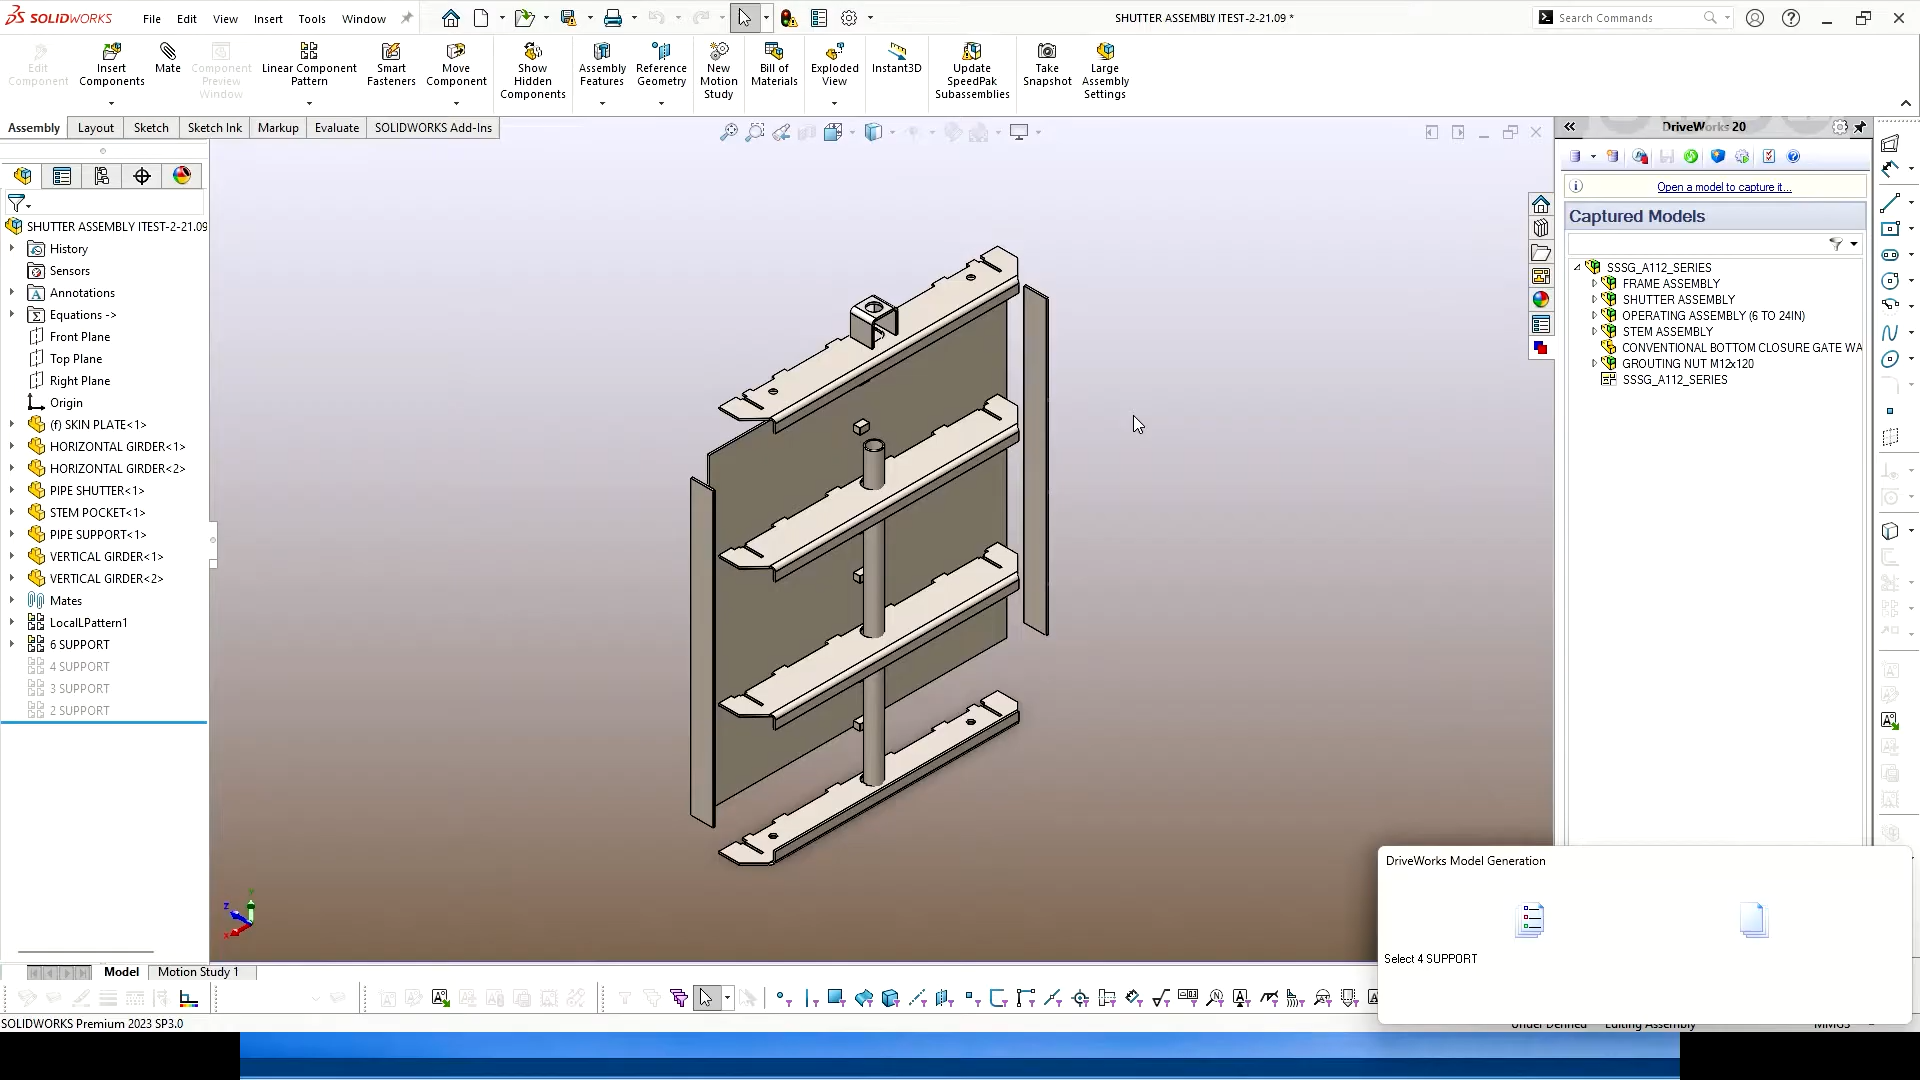 SOLIDWORKS File Edit View Insert Tools Window SHUTTER ASSEMBLY ITEST-2-21.09 * Search Commands
Edit Component
Insert Components
Mate
Component Preview Window
Linear Component Pattern
Smart Fasteners
Move Component
Show Hidden Components
Assembly Features
Reference Geometry
New Motion Study
Bill of Materials
Exploded View
Instant3D
Update SpeedPak Subassemblies
Take Snapshot
Large Assembly Settings
Assembly Layout Sketch Sketch Ink Markup Evaluate SOLIDWORKS Add-Ins
SHUTTER ASSEMBLY ITEST-2-21.09
History
Sensors
Annotations
Equations ->
Front Plane
Top Plane
Right Plane
Origin
(f) SKIN PLATE<1>
HORIZONTAL GIRDER<1>
HORIZONTAL GIRDER<2>
PIPE SHUTTER<1>
STEM POCKET<1>
PIPE SUPPORT<1>
VERTICAL GIRDER<1>
VERTICAL GIRDER<2>
Mates
LocalLPattern1
6 SUPPORT
4 SUPPORT
3 SUPPORT
2 SUPPORT
DriveWorks 20
Open a model to capture it...
Captured Models
SSSG_A112_SERIES
FRAME ASSEMBLY
SHUTTER ASSEMBLY
OPERATING ASSEMBLY (6 TO 24IN)
STEM ASSEMBLY
CONVENTIONAL BOTTOM CLOSURE GATE WA
GROUTING NUT M12x120
SSSG_A112_SERIES
DriveWorks Model Generation
Select 4 SUPPORT
Model Motion Study 1
SOLIDWORKS Premium 2023 SP3.0
Under Defined Editing Assembly MMGS